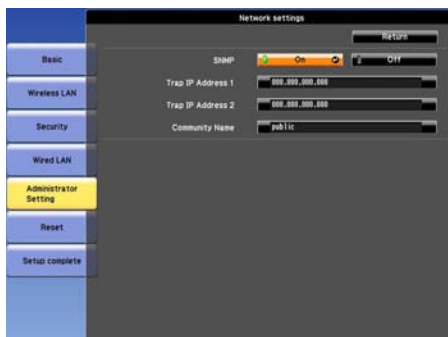 Network settings
Return
Basic
Wireless LAN
Security
Wired LAN
Administrator
Setting
Reset
Setup complete
SNMP
On
Off
Trap IP Address 1
000.000.000.000
Trap IP Address 2
000.000.000.000
Community Name
public